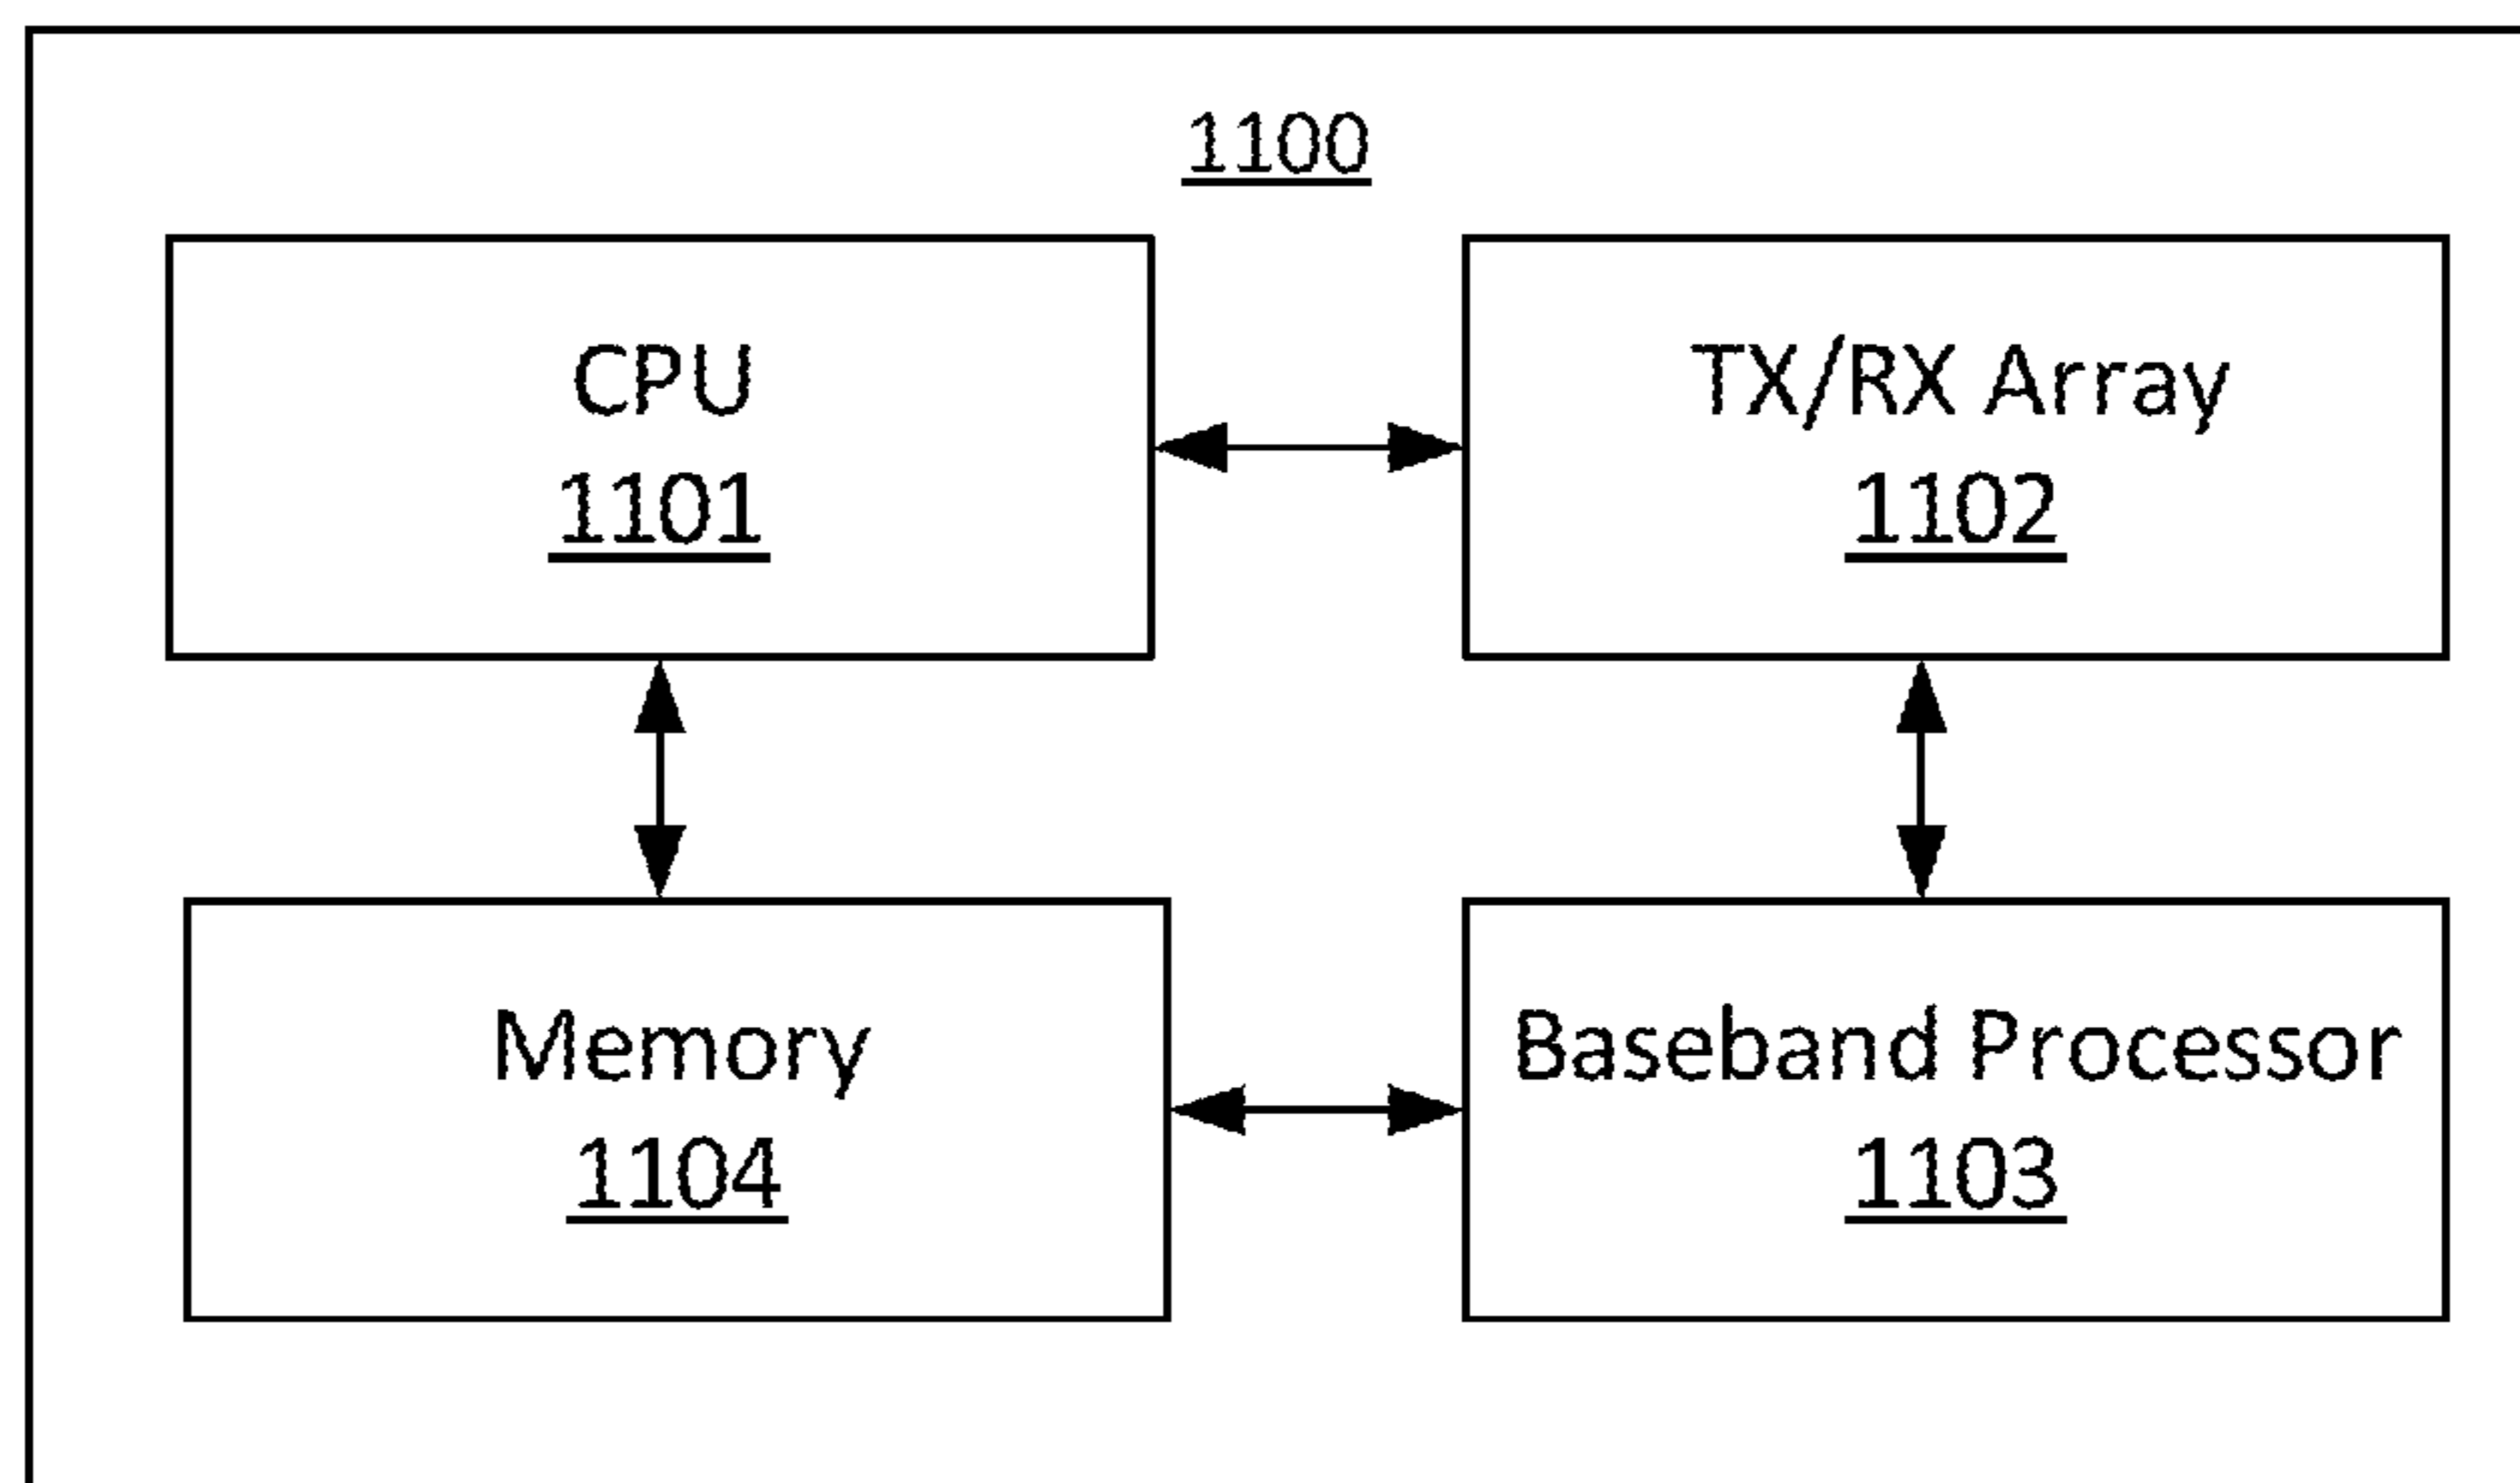 1100
CPU
1101
TX/RX Array
1102
Memory
1104
Baseband Processor
1103